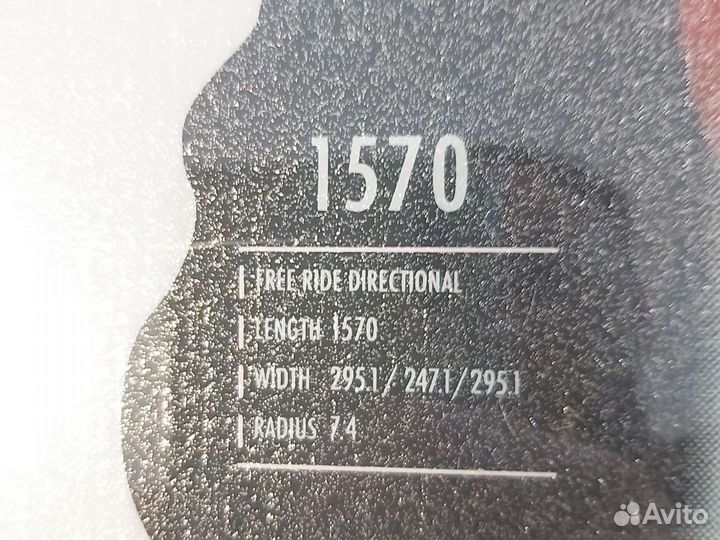 1570
FREE RIDE DIRECTIONAL
LENGTH 1570
WIDTH 295.1 / 247.1 / 295.1
RADIUS 7.4
Avito